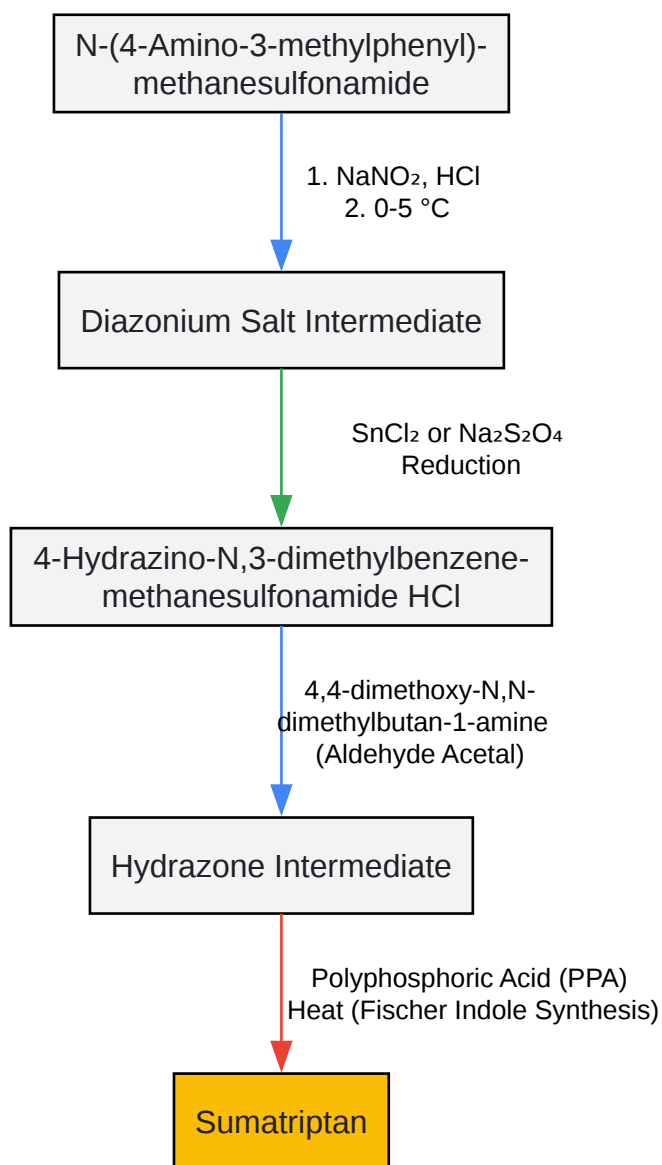 N-(4-Amino-3-methylphenyl)-
methanesulfonamide
1. NaNO₂, HCl
2. 0-5 °C
Diazonium Salt Intermediate
SnCl₂ or Na₂S₂O₄
Reduction
4-Hydrazino-N,3-dimethylbenzene-
methanesulfonamide HCl
4,4-dimethoxy-N,N-
dimethylbutan-1-amine
(Aldehyde Acetal)
Hydrazone Intermediate
Polyphosphoric Acid (PPA)
Heat (Fischer Indole Synthesis)
Sumatriptan